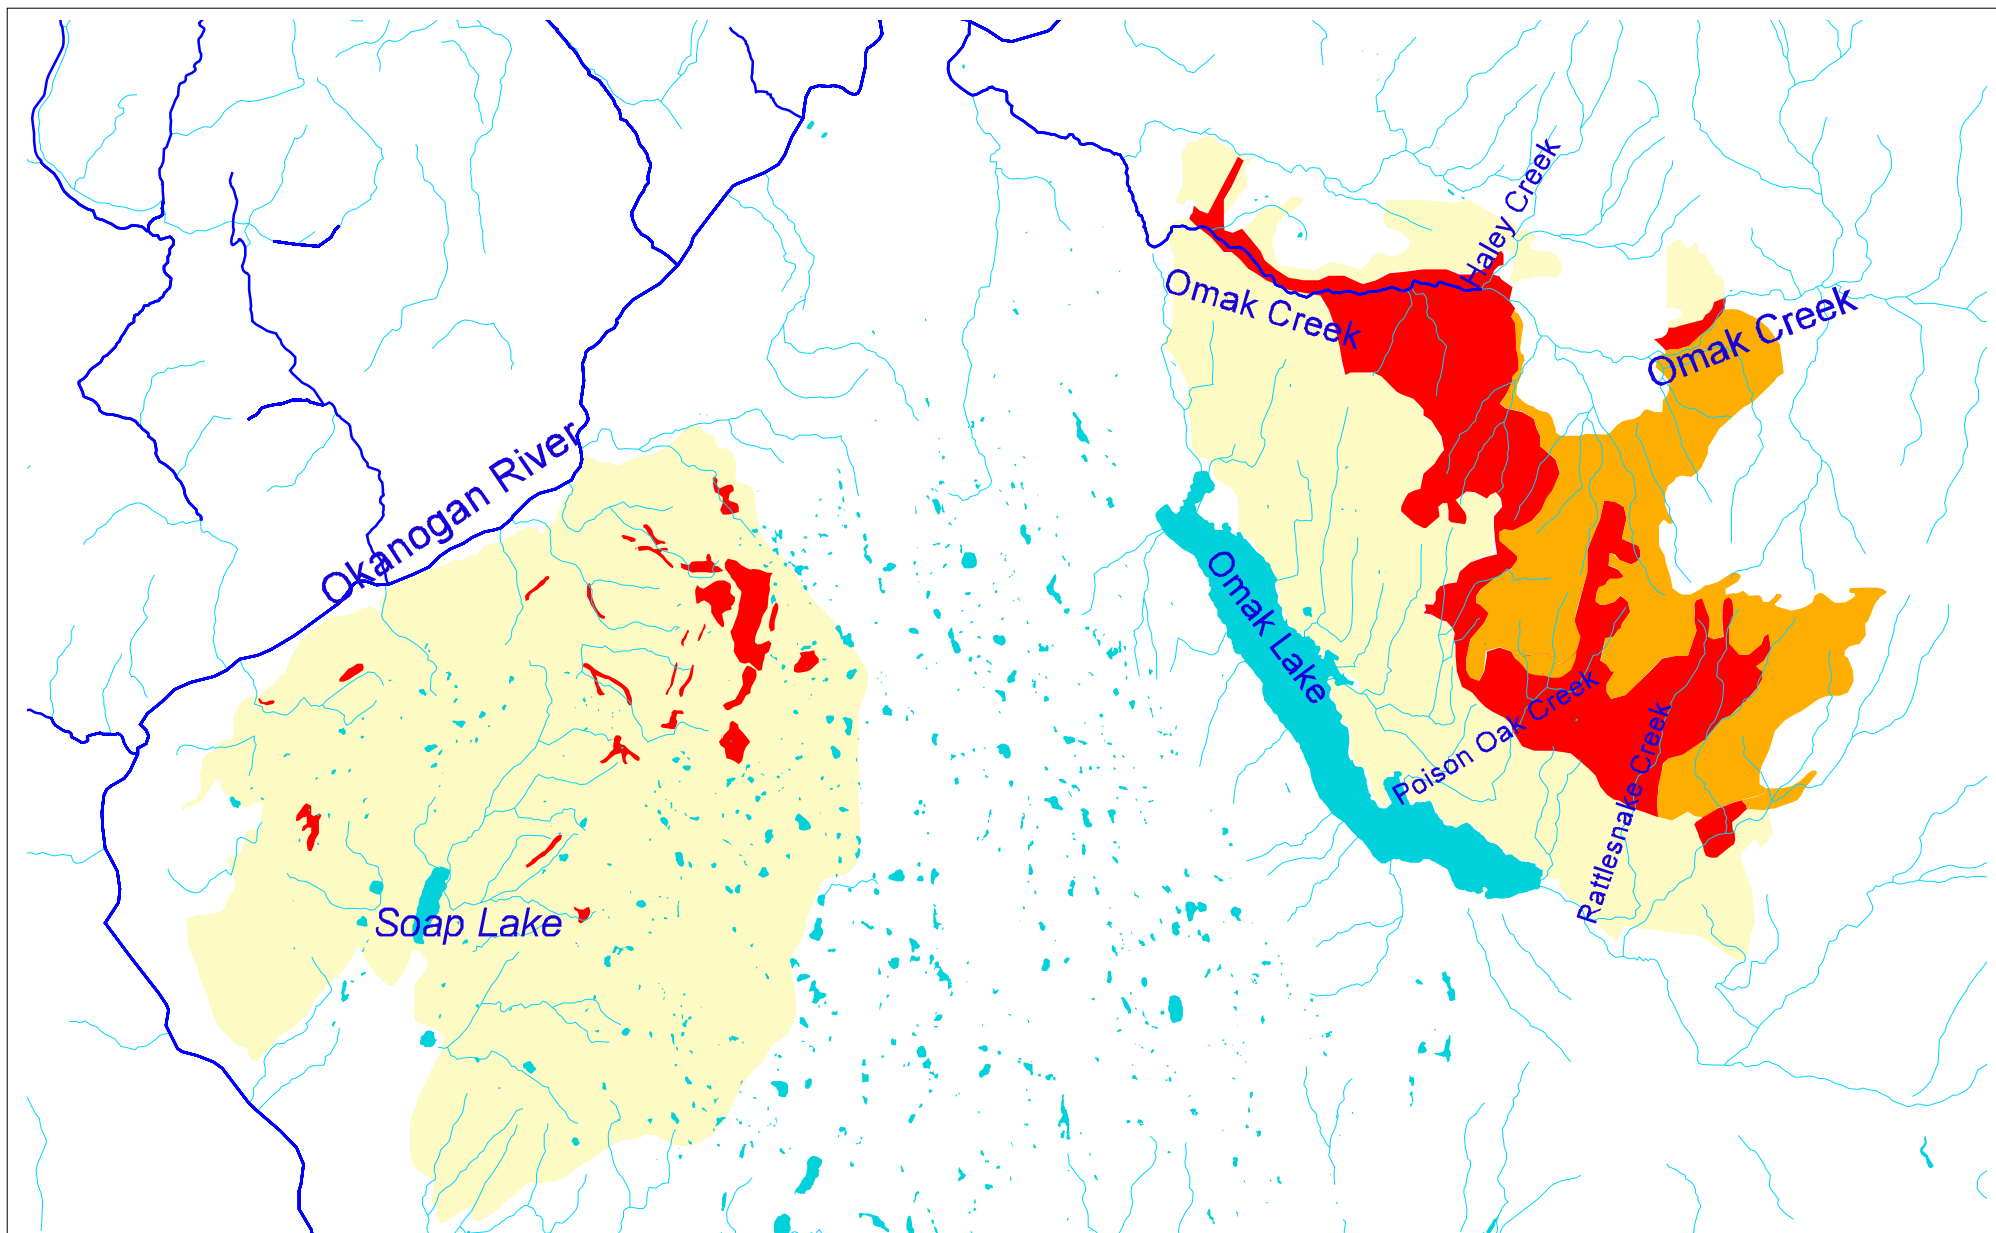 Haley Creek
Omak Creek
Omak Creek
Okanogan River
Omak Lake
Poison Oak Creek
Rattlesnake Creek
Soap Lake